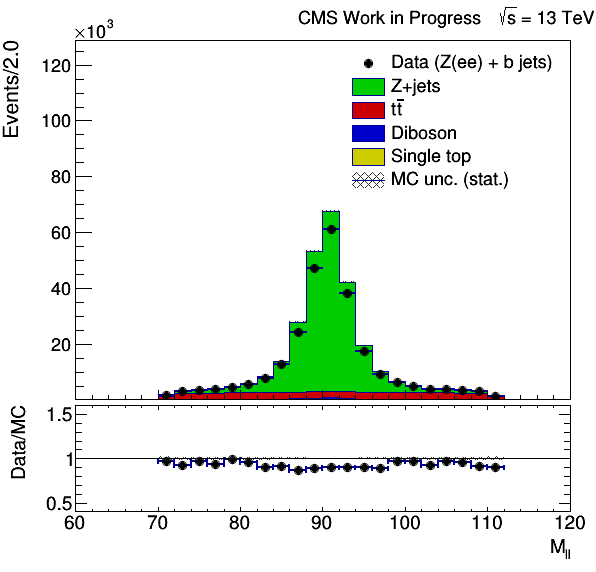 CMS Work in Progress √s = 13 TeV
×10³
Events/2.0
120
100
80
60
40
20
Data (Z(ee) + b jets)
Z+jets
tt̅
Diboson
Single top
MC unc. (stat.)
Data/MC
1.5
1
0.5
60 70 80 90 100 110 120
M_ll